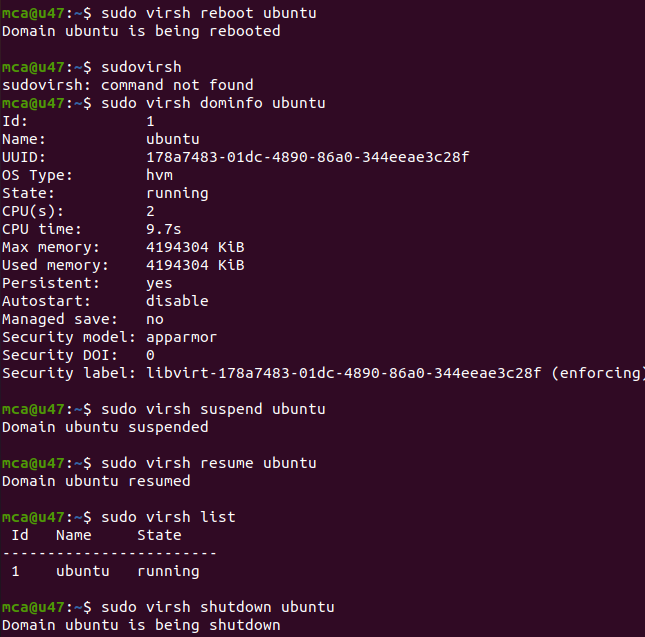 mca@u47:~$ sudo virsh reboot ubuntu
Domain ubuntu is being rebooted
mca@u47:~$ sudovirsh
sudovirsh: command not found
mca@u47:~$ sudo virsh dominfo ubuntu
Id:             1
Name:           ubuntu
UUID:           178a7483-01dc-4890-86a0-344eeae3c28f
OS Type:        hvm
State:          running
CPU(s):         2
CPU time:       9.7s
Max memory:     4194304 KiB
Used memory:    4194304 KiB
Persistent:     yes
Autostart:      disable
Managed save:   no
Security model: apparmor
Security DOI:   0
Security label: libvirt-178a7483-01dc-4890-86a0-344eeae3c28f (enforcing)
mca@u47:~$ sudo virsh suspend ubuntu
Domain ubuntu suspended
mca@u47:~$ sudo virsh resume ubuntu
Domain ubuntu resumed
mca@u47:~$ sudo virsh list
 Id   Name     State
------------------------
 1    ubuntu   running
mca@u47:~$ sudo virsh shutdown ubuntu
Domain ubuntu is being shutdown